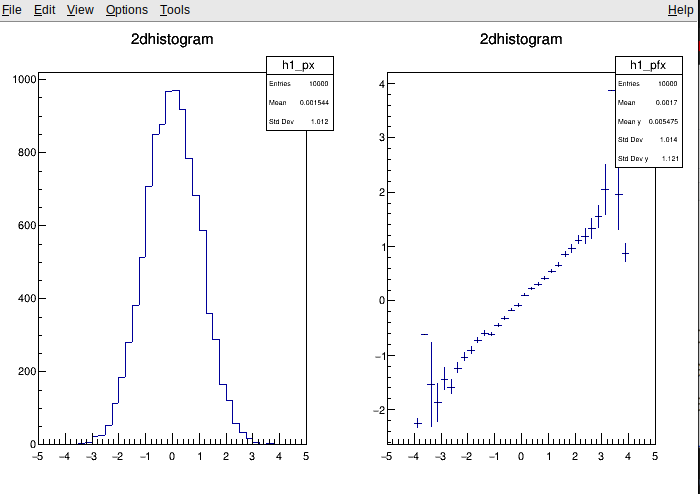 File Edit View Options Tools Help
2dhistogram
h1_px
Entries 10000
Mean 0.001544
Std Dev 1.012
1000
800
600
400
200
0
−5 −4 −3 −2 −1 0 1 2 3 4 5
2dhistogram
h1_pfx
Entries 10000
Mean 0.0017
Mean y 0.005475
Std Dev 1.014
Std Dev y 1.121
4
3
2
1
0
−1
−2
−5 −4 −3 −2 −1 0 1 2 3 4 5